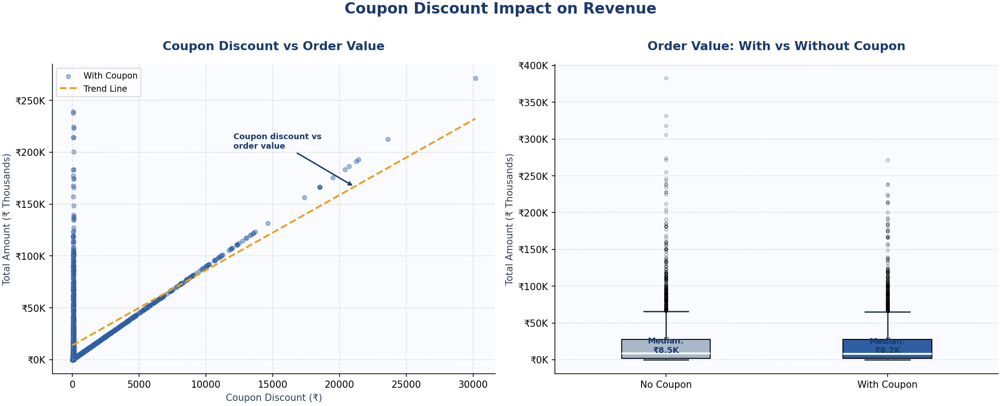 Coupon Discount Impact on Revenue
Coupon Discount vs Order Value
With Coupon
Trend Line
Coupon discount vs
order value
₹250K
₹200K
₹150K
₹100K
₹50K
₹0K
Total Amount (₹ Thousands)
0 5000 10000 15000 20000 25000 30000
Coupon Discount (₹)
Order Value: With vs Without Coupon
₹400K
₹350K
₹300K
₹250K
₹200K
₹150K
₹100K
₹50K
₹0K
Total Amount (₹ Thousands)
Median:
₹8.5K
Median:
₹8.2K
No Coupon With Coupon